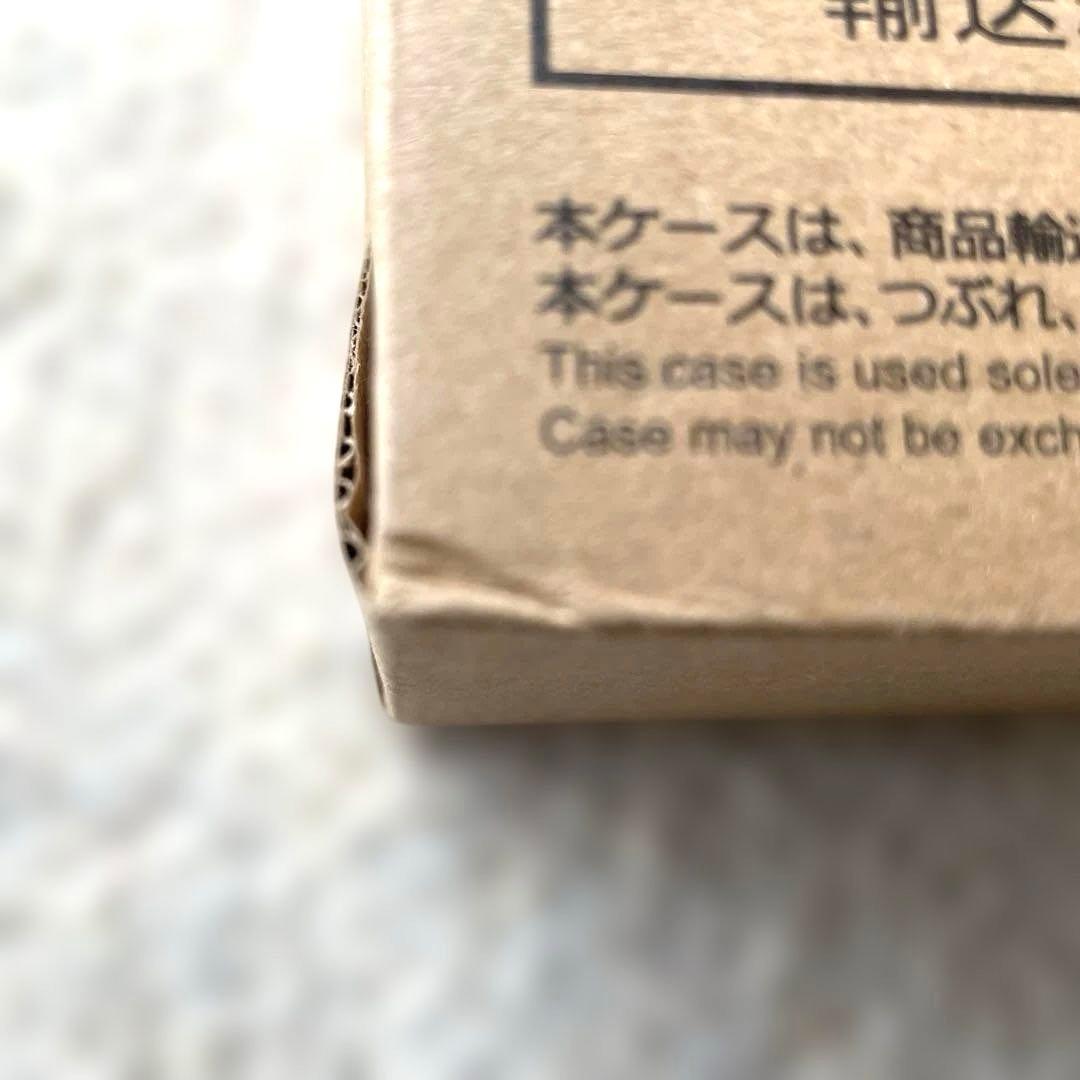 輸送
本ケースは、商品輸送
本ケースは、つぶれ、
This case is used sole
Case may not be exch